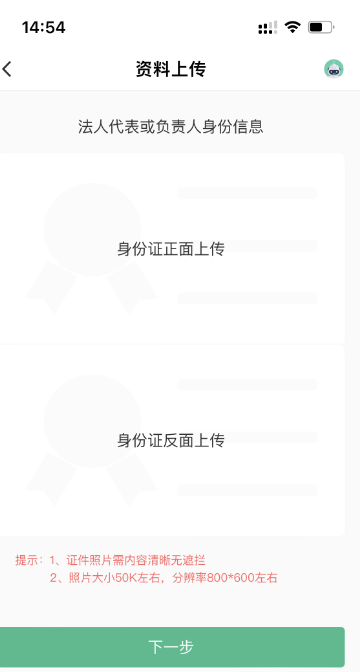 14:54
资料上传
法人代表或负责人身份信息
身份证正面上传
身份证反面上传
提示：1、证件照片需内容清晰无遮拦
2、照片大小50K左右，分辨率800*600左右
下一步